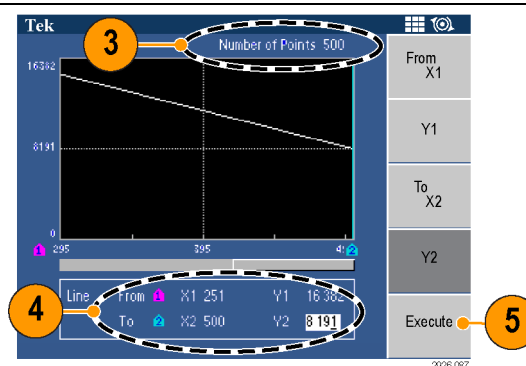 Tek
3
Number of Points 500
From
X1
16382
Y1
8191
To
X2
0
1 295 395 2
Y2
4
Line From 1 X1 251 Y1 16 382
To 2 X2 500 Y2 8 191
Execute
5
2026-087